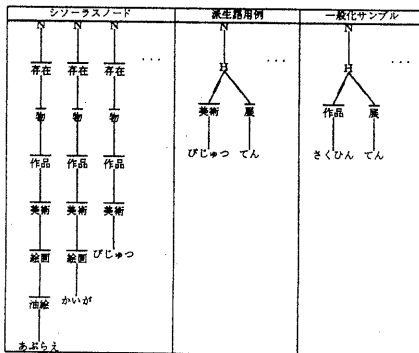 シソーラスノード 派生語用例 一般化サンプル
N N N N N
存在 存在 存在 ・・・ H ・・・ H ・・・
物 物 物 美術 展 作品 展
びじゅつ てん さくひん てん
作品 作品 作品
美術 美術 美術
絵画 絵画 びじゅつ
油絵 かいが
あぶらえ